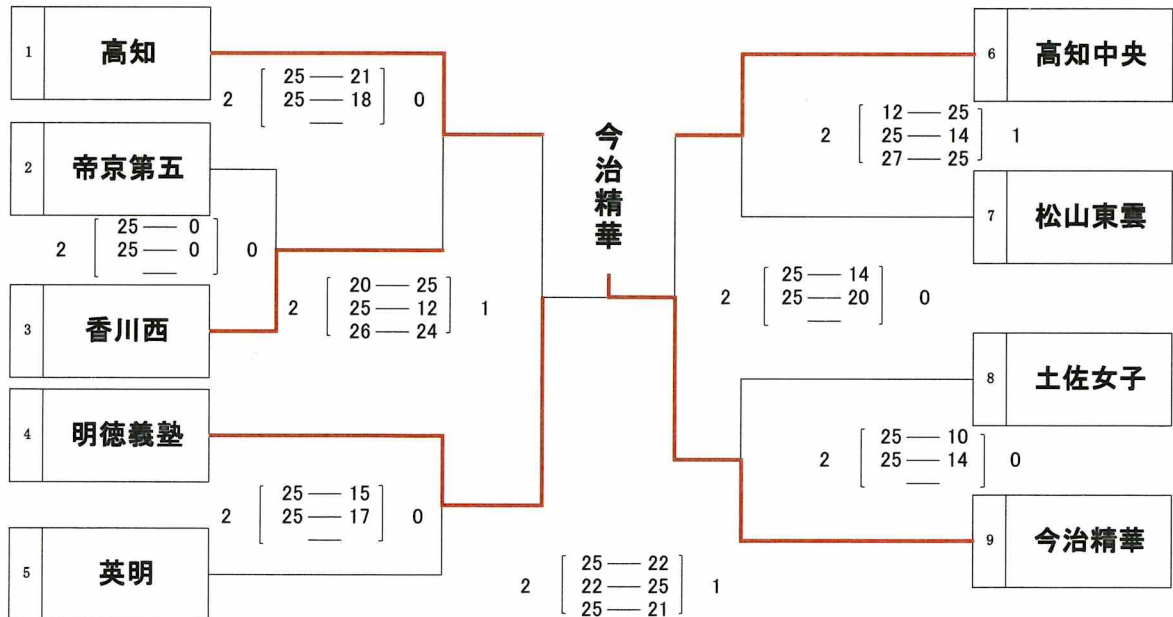 1 高知
2 [ 25 — 21
25 — 18
— ] 0
2 帝京第五
2 [ 25 — 0
25 — 0
— ] 0
3 香川西
2 [ 20 — 25
25 — 12
26 — 24 ] 1
4 明徳義塾
2 [ 25 — 15
25 — 17
— ] 0
5 英明
今治精華
2 [ 25 — 22
22 — 25
25 — 21 ] 1
6 高知中央
2 [ 12 — 25
25 — 14
27 — 25 ] 1
7 松山東雲
2 [ 25 — 14
25 — 20
— ] 0
8 土佐女子
2 [ 25 — 10
25 — 14
— ] 0
9 今治精華